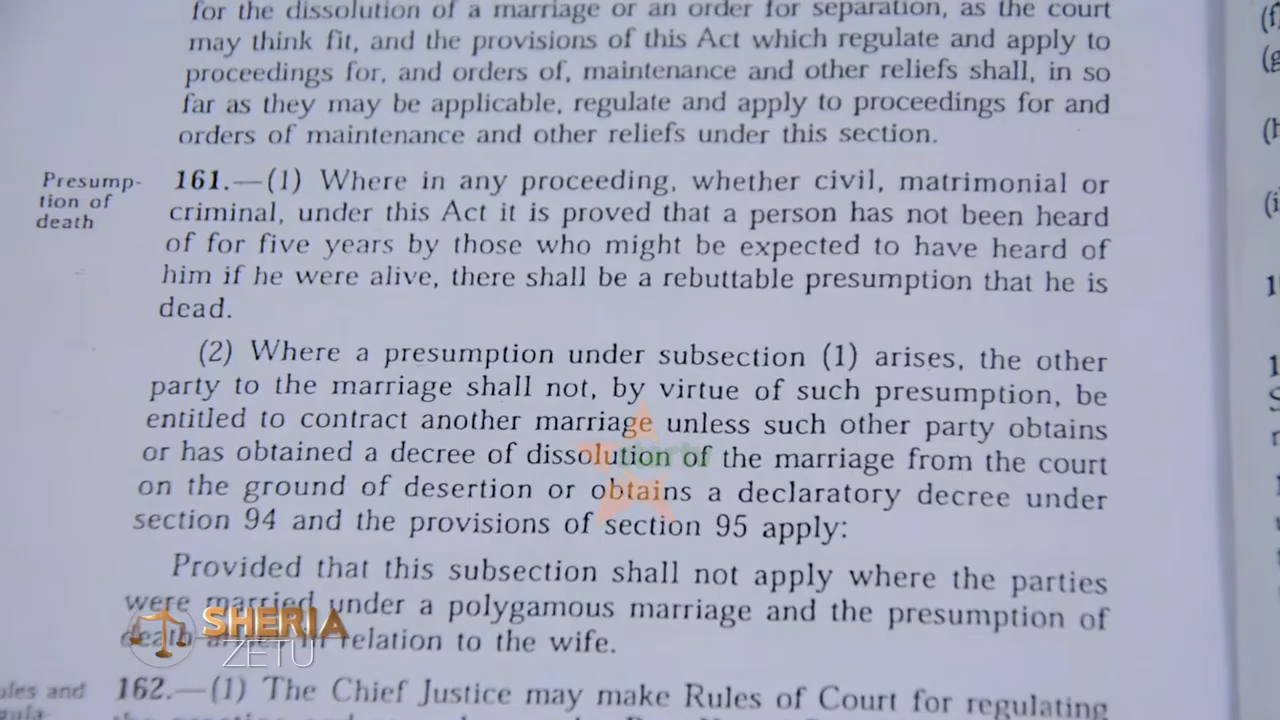 for the dissolution of a marriage or an order for separation, as the court
may think fit, and the provisions of this Act which regulate and apply to
proceedings for, and orders of, maintenance and other reliefs shall, in so
far as they may be applicable, regulate and apply to proceedings for and
orders of maintenance and other reliefs under this section.
Presump-
tion of
death
161.—(1) Where in any proceeding, whether civil, matrimonial or
criminal, under this Act it is proved that a person has not been heard
of for five years by those who might be expected to have heard of
him if he were alive, there shall be a rebuttable presumption that he is
dead.
(2) Where a presumption under subsection (1) arises, the other
party to the marriage shall not, by virtue of such presumption, be
entitled to contract another marriage unless such other party obtains
or has obtained a decree of dissolution of the marriage from the court
on the ground of desertion or obtains a declaratory decree under
section 94 and the provisions of section 95 apply:
Provided that this subsection shall not apply where the parties
were married under a polygamous marriage and the presumption of
death arises in relation to the wife.
SHERIA
ZETU
162.—(1) The Chief Justice may make Rules of Court for regulating